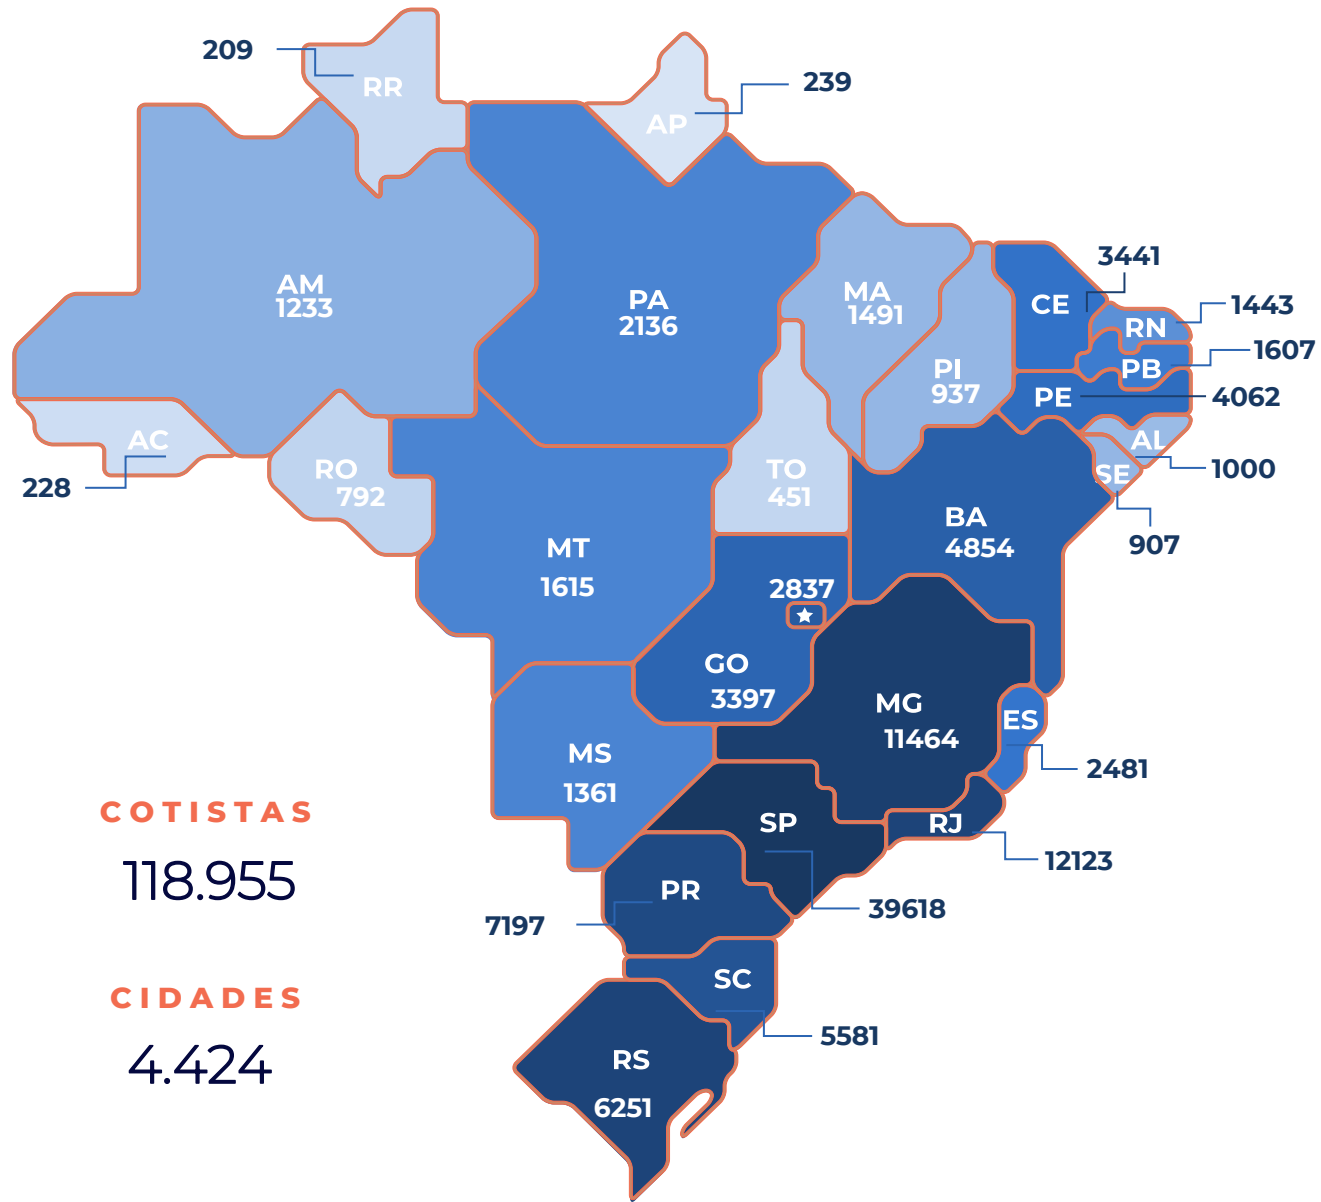 209
RR
239
AP
AM
1233
PA
2136
MA
1491
PI
937
CE
3441
RN
1443
PB
1607
PE
4062
AL
1000
SE
907
AC
228
RO
792
TO
451
BA
4854
MT
1615
2837
GO
3397
MG
11464
ES
2481
MS
1361
SP
39618
RJ
12123
PR
7197
SC
5581
RS
6251
COTISTAS
118.955
CIDADES
4.424